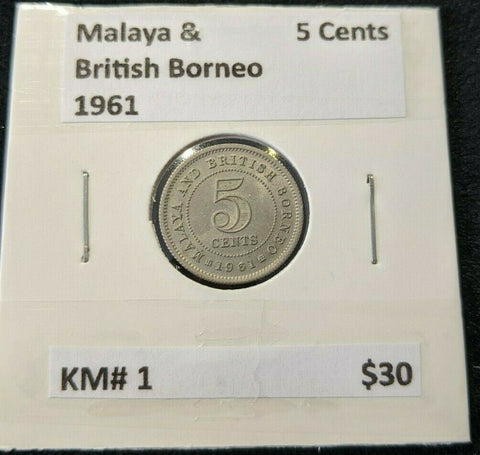 Malaya & 5 Cents
British Borneo
1961
MALAYA AND BRITISH BORNEO
5
CENTS
1961
KM# 1 $30